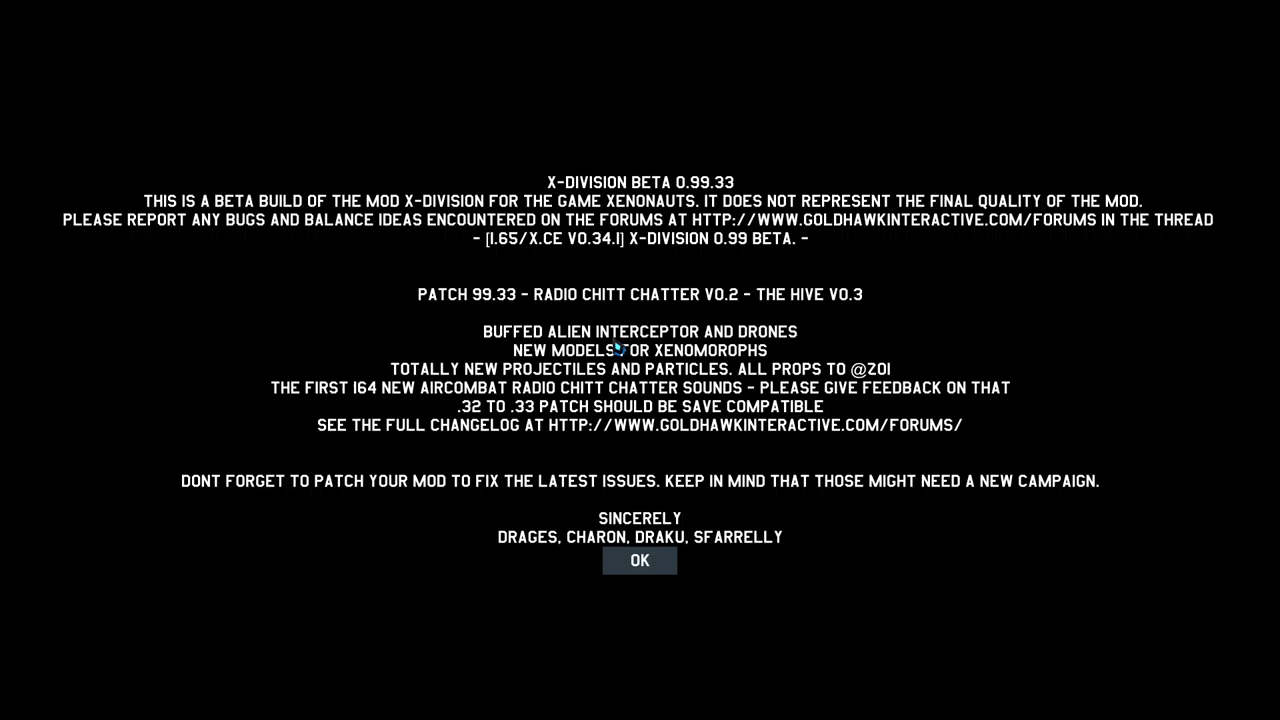 X-DIVISION BETA 0.99.33
THIS IS A BETA BUILD OF THE MOD X-DIVISION FOR THE GAME XENONAUTS. IT DOES NOT REPRESENT THE FINAL QUALITY OF THE MOD.
PLEASE REPORT ANY BUGS AND BALANCE IDEAS ENCOUNTERED ON THE FORUMS AT HTTP://WWW.GOLDHAWKINTERACTIVE.COM/FORUMS IN THE THREAD
- [1.65/X.CE V0.34.1] X-DIVISION 0.99 BETA. -
PATCH 99.33 - RADIO CHITT CHATTER V0.2 - THE HIVE V0.3
BUFFED ALIEN INTERCEPTOR AND DRONES
NEW MODELS FOR XENOMOROPHS
TOTALLY NEW PROJECTILES AND PARTICLES. ALL PROPS TO @ZOI
THE FIRST 164 NEW AIRCOMBAT RADIO CHITT CHATTER SOUNDS - PLEASE GIVE FEEDBACK ON THAT
.32 TO .33 PATCH SHOULD BE SAVE COMPATIBLE
SEE THE FULL CHANGELOG AT HTTP://WWW.GOLDHAWKINTERACTIVE.COM/FORUMS/
DONT FORGET TO PATCH YOUR MOD TO FIX THE LATEST ISSUES. KEEP IN MIND THAT THOSE MIGHT NEED A NEW CAMPAIGN.
SINCERELY
DRAGES, CHARON, DRAKU, SFARRELLY
OK